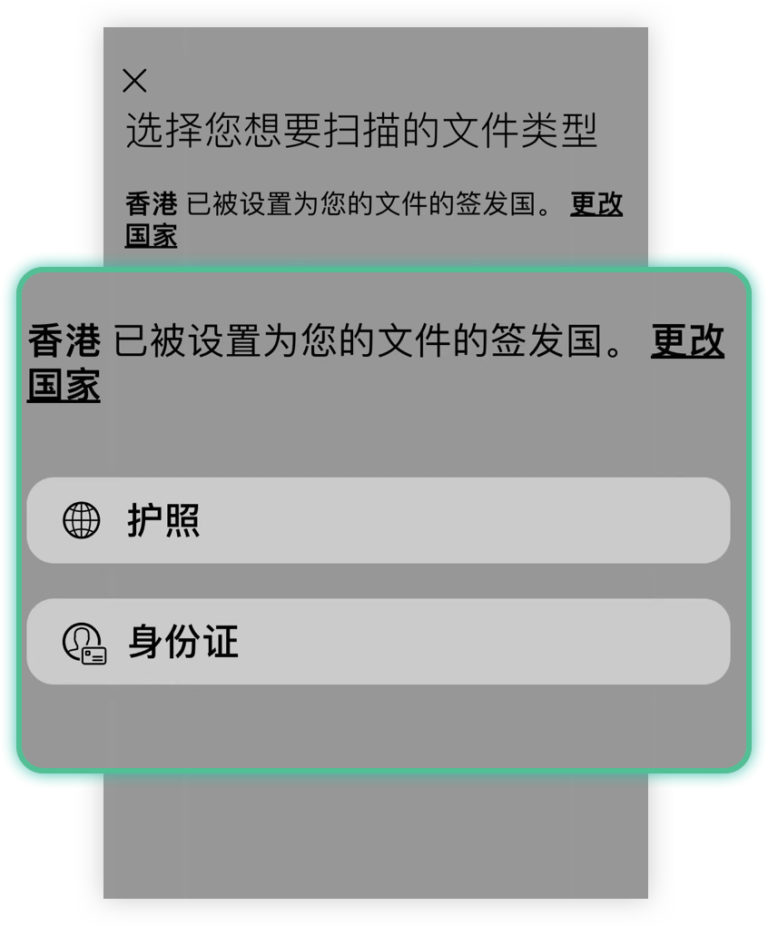 选择您想要扫描的文件类型
香港 已被设置为您的文件的签发国。 更改
国家
香港 已被设置为您的文件的签发国。 更改
国家
护照
身份证